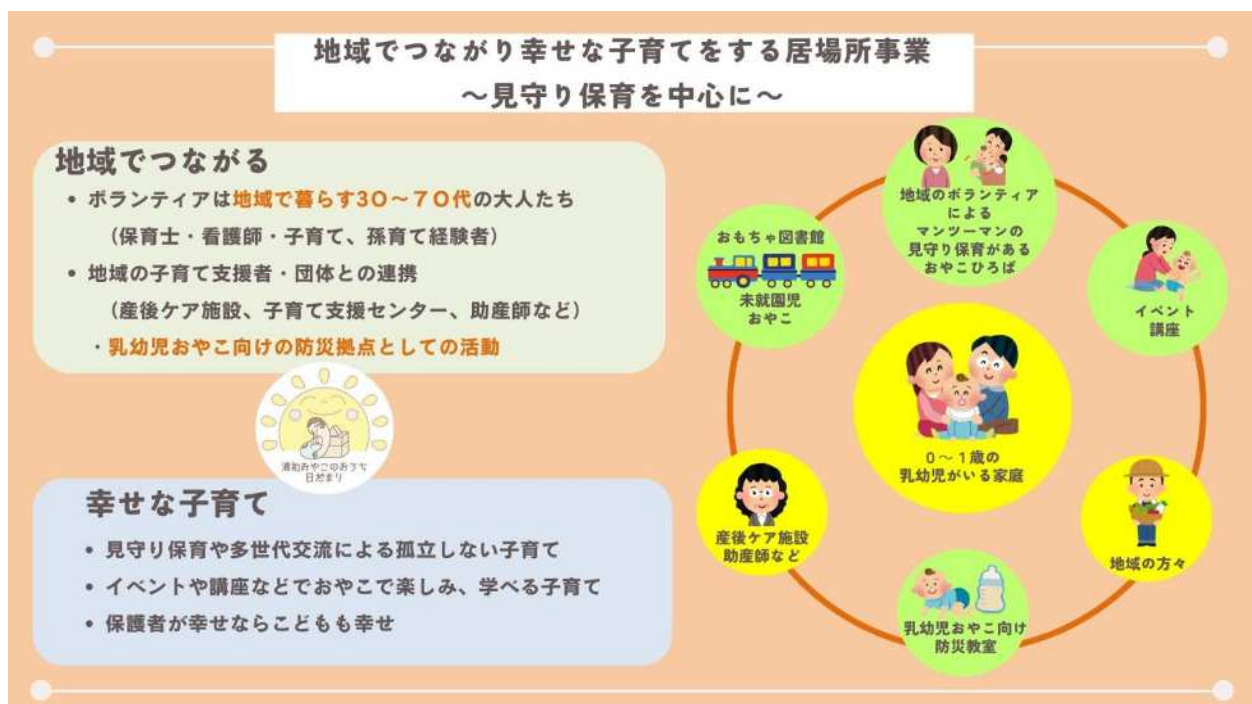 地域でつながり幸せな子育てをする居場所事業
～見守り保育を中心に～
地域でつながる
• ボランティアは地域で暮らす30～70代の大人たち
(保育士・看護師・子育て、孫育て経験者)
• 地域の子育て支援者・団体との連携
(産後ケア施設、子育て支援センター、助産師など)
・乳幼児おやこ向けの防災拠点としての活動
浦和みやこのおうち
日だまり
幸せな子育て
• 見守り保育や多世代交流による孤立しない子育て
• イベントや講座などでおやこで楽しみ、学べる子育て
• 保護者が幸せならこどもも幸せ
地域のボランティア
による
マンツーマンの
見守り保育がある
おやこひろば
おもちゃ図書館
未就園児
おやこ
イベント
講座
0～1歳の
乳幼児がいる家庭
産後ケア施設
助産師など
地域の方々
乳幼児おやこ向け
防災教室